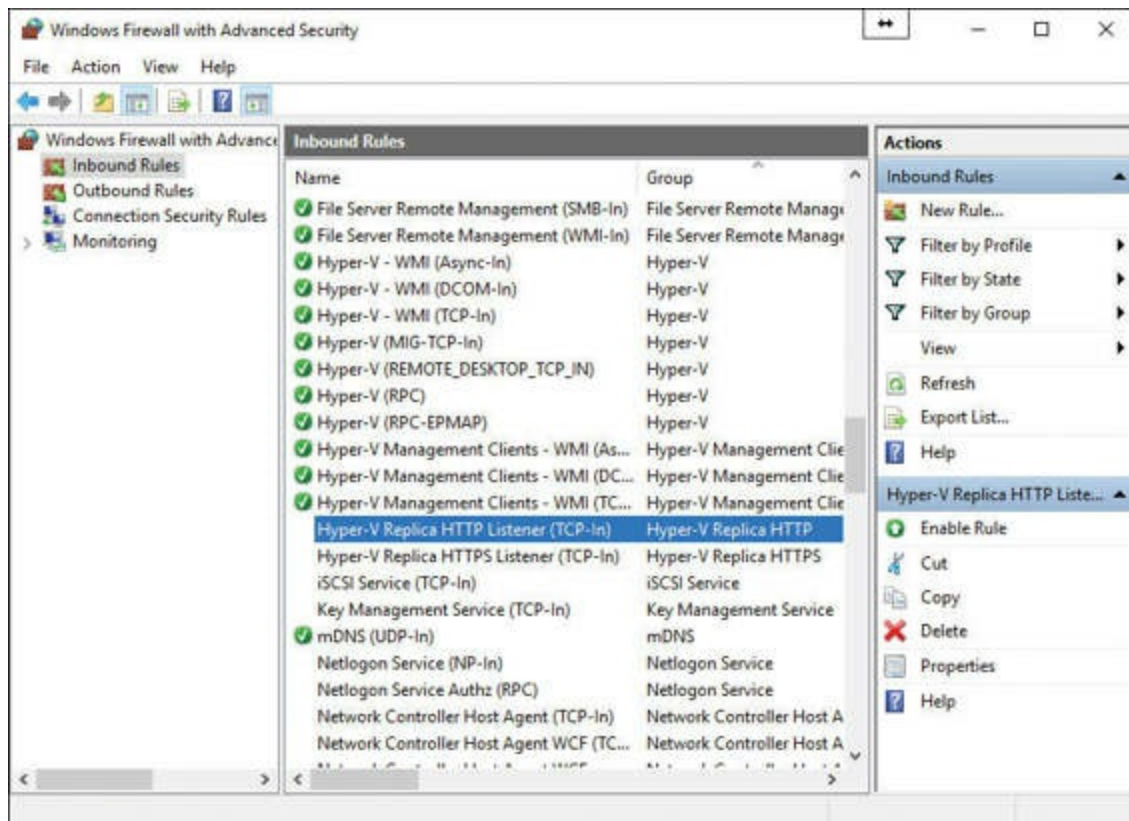 Windows Firewall with Advanced Security
File Action View Help
Windows Firewall with Advance
Inbound Rules
Outbound Rules
Connection Security Rules
Monitoring
Inbound Rules
Name Group
File Server Remote Management (SMB-In) File Server Remote Manage
File Server Remote Management (WMI-In) File Server Remote Manage
Hyper-V - WMI (Async-In) Hyper-V
Hyper-V - WMI (DCOM-In) Hyper-V
Hyper-V - WMI (TCP-In) Hyper-V
Hyper-V (MIG-TCP-In) Hyper-V
Hyper-V (REMOTE_DESKTOP_TCP_IN) Hyper-V
Hyper-V (RPC) Hyper-V
Hyper-V (RPC-EPMAP) Hyper-V
Hyper-V Management Clients - WMI (As... Hyper-V Management Clie
Hyper-V Management Clients - WMI (DC... Hyper-V Management Clie
Hyper-V Management Clients - WMI (TC... Hyper-V Management Clie
Hyper-V Replica HTTP Listener (TCP-In) Hyper-V Replica HTTP
Hyper-V Replica HTTPS Listener (TCP-In) Hyper-V Replica HTTPS
iSCSI Service (TCP-In) iSCSI Service
Key Management Service (TCP-In) Key Management Service
mDNS (UDP-In) mDNS
Netlogon Service (NP-In) Netlogon Service
Netlogon Service Authz (RPC) Netlogon Service
Network Controller Host Agent (TCP-In) Network Controller Host A
Network Controller Host Agent WCF (TC... Network Controller Host A
Actions
Inbound Rules
New Rule...
Filter by Profile
Filter by State
Filter by Group
View
Refresh
Export List...
Help
Hyper-V Replica HTTP Liste...
Enable Rule
Cut
Copy
Delete
Properties
Help